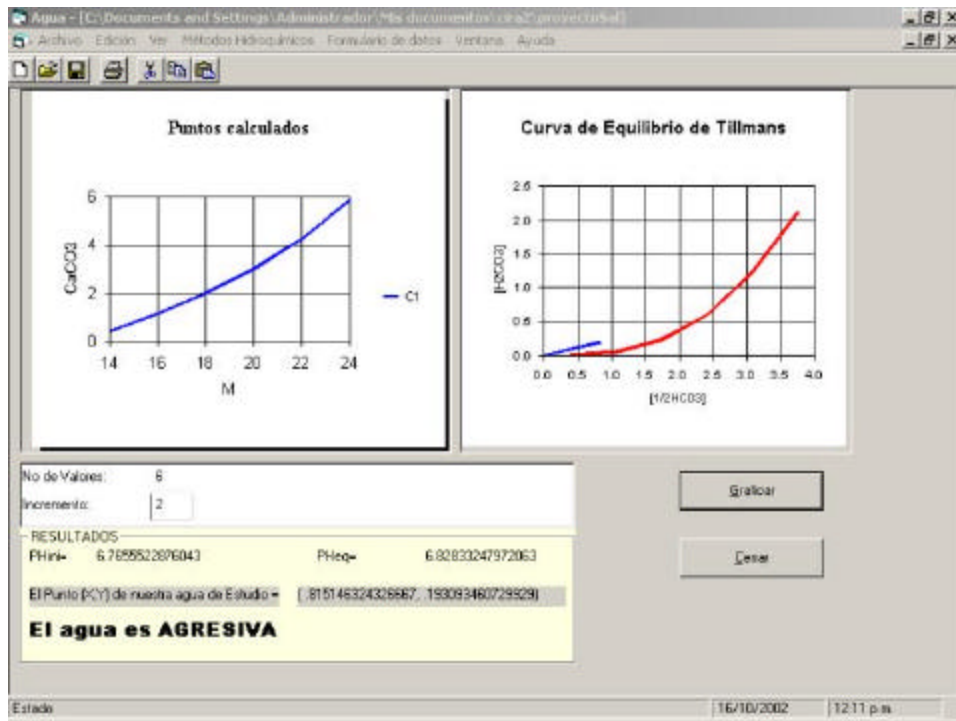 Agua - [C:\Documents and Settings\Administrador\Mis documentos\cira2\proyectoSal]
Archivo Edición Ver Métodos Hidroquímicos Formulario de datos Ventana Ayuda
Puntos calculados
6
4
2
0
CaCO3
14 16 18 20 22 24
M
C1
Curva de Equilibrio de Tillmans
2.5
2.0
1.5
1.0
0.5
0.0
[H2CO3]
0.0 0.5 1.0 1.5 2.0 2.5 3.0 3.5 4.0
[1/2HCO3]
No de Valores: 6
Incremento: 2
Graficar
Cerrar
RESULTADOS
PHini= 6.7855522876043 PHeq= 6.82833247972063
El Punto (X,Y) de nuestra agua de Estudio = ( .815146324326667, .193093460729929)
El agua es AGRESIVA
Estado 16/10/2002 12:11 p.m.